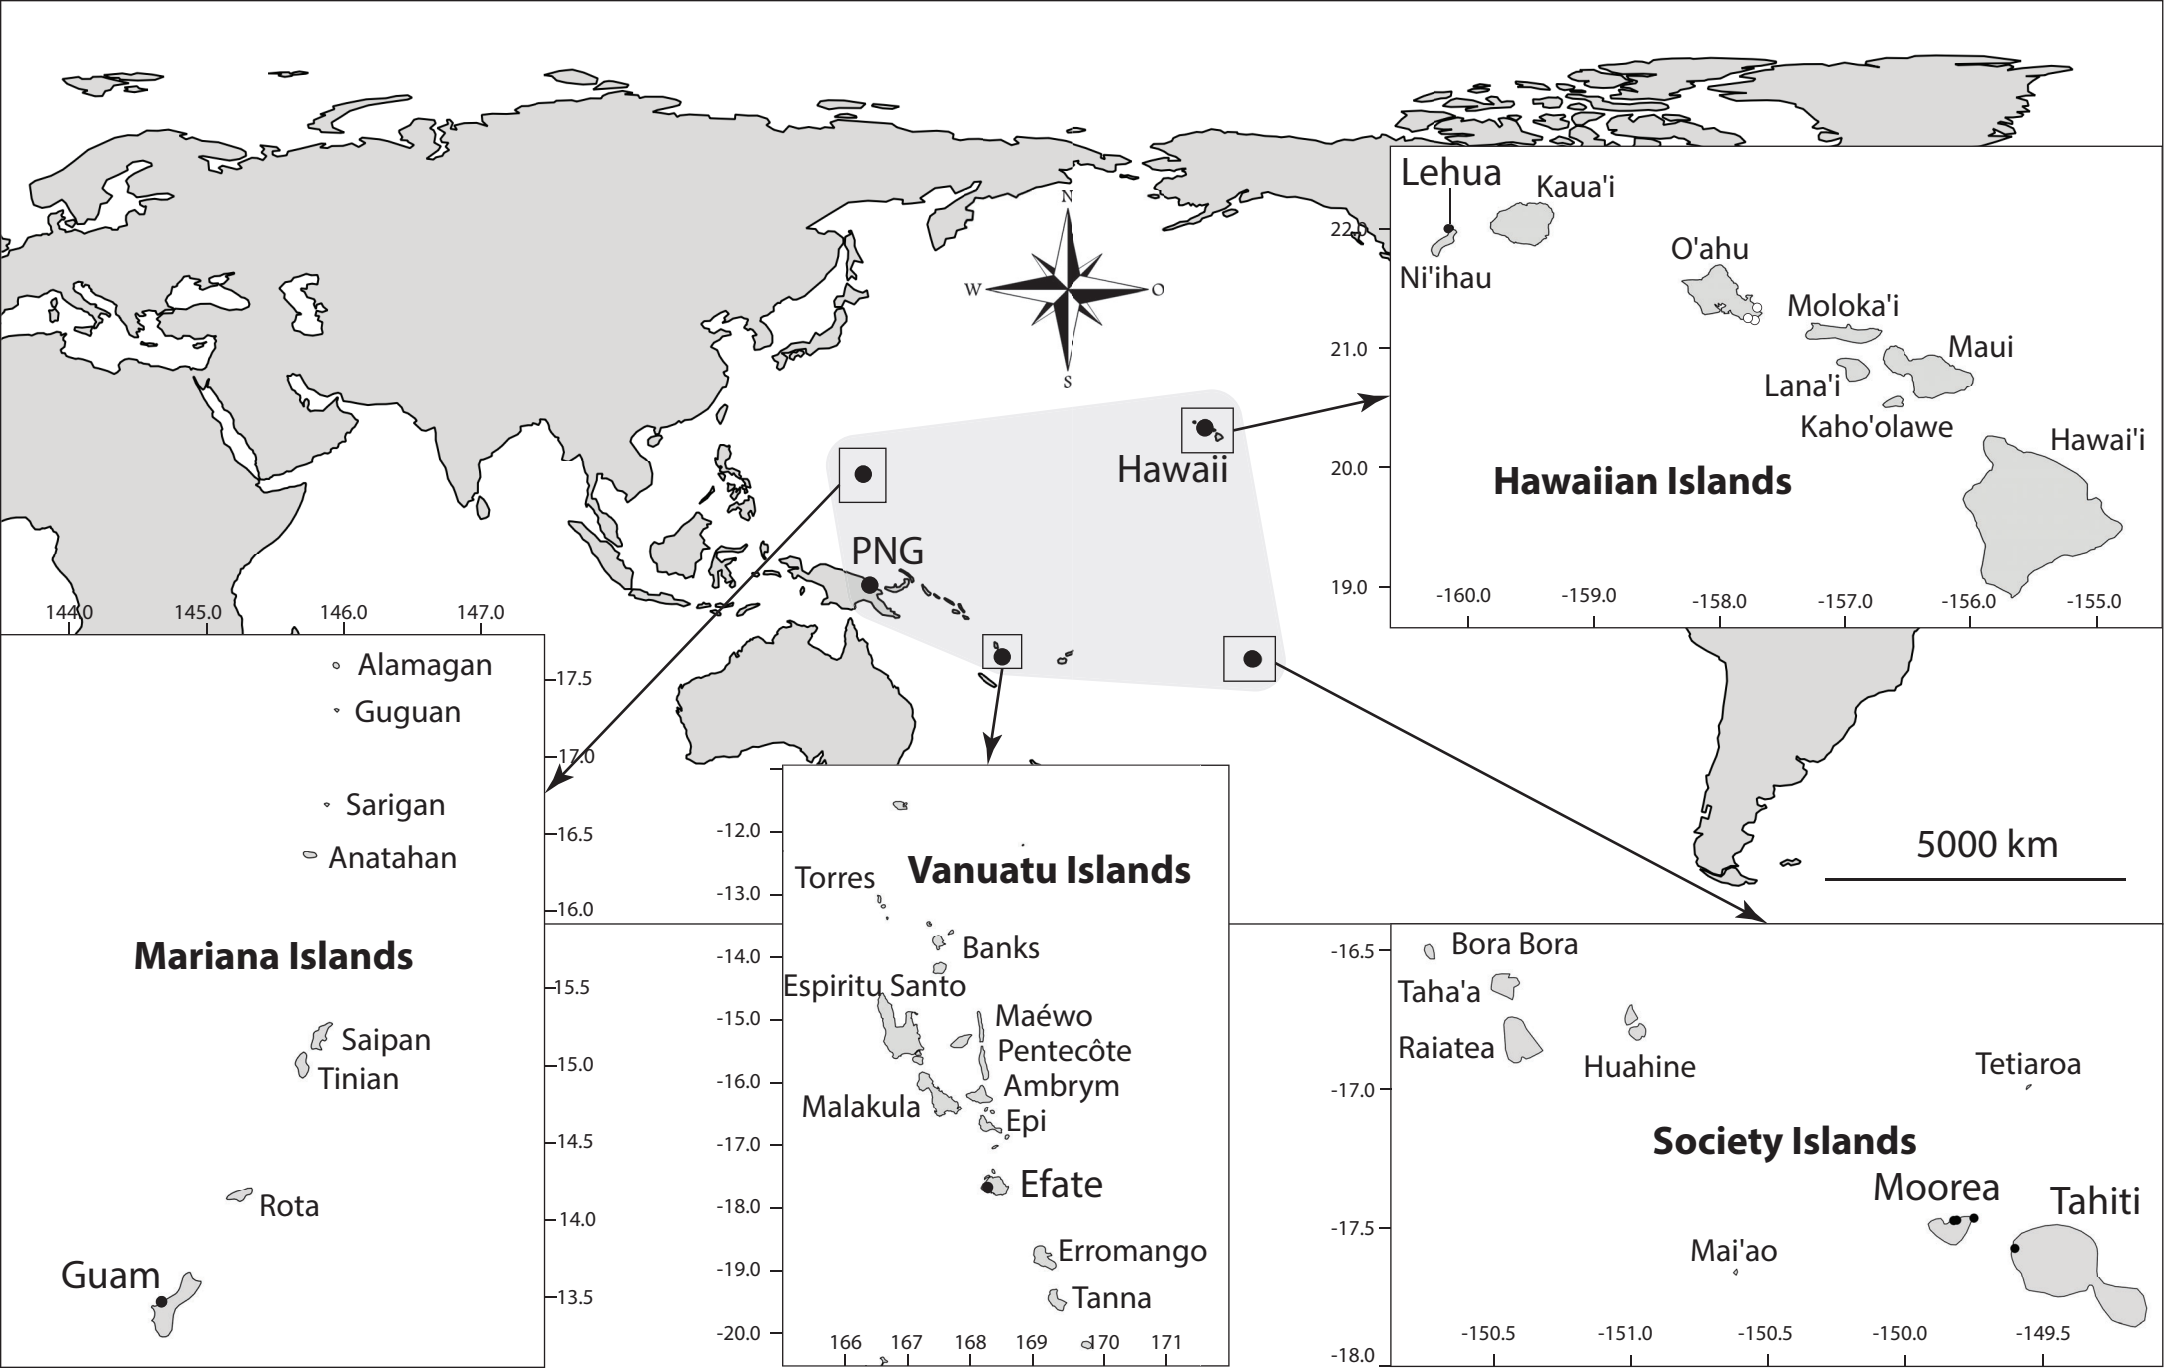 N
W
O
S
Hawaii
PNG
5000 km
Lehua
Kaua'i
Ni'ihau
O'ahu
Moloka'i
Maui
Lana'i
Kaho'olawe
Hawai'i
Hawaiian Islands
22.0
21.0
20.0
19.0
-160.0 -159.0 -158.0 -157.0 -156.0 -155.0
144.0 145.0 146.0 147.0
Alamagan
Guguan
Sarigan
Anatahan
Mariana Islands
Saipan
Tinian
Rota
Guam
17.5
17.0
16.5
16.0
15.5
15.0
14.5
14.0
13.5
-12.0
-13.0
-14.0
-15.0
-16.0
-17.0
-18.0
-19.0
-20.0
Vanuatu Islands
Torres
Banks
Espiritu Santo
Maéwo
Pentecôte
Ambrym
Malakula
Epi
Efate
Erromango
Tanna
166 167 168 169 170 171
-16.5
-17.0
-17.5
-18.0
Bora Bora
Taha'a
Raiatea
Huahine
Tetiaroa
Society Islands
Moorea
Tahiti
Mai'ao
-150.5 -151.0 -150.5 -150.0 -149.5